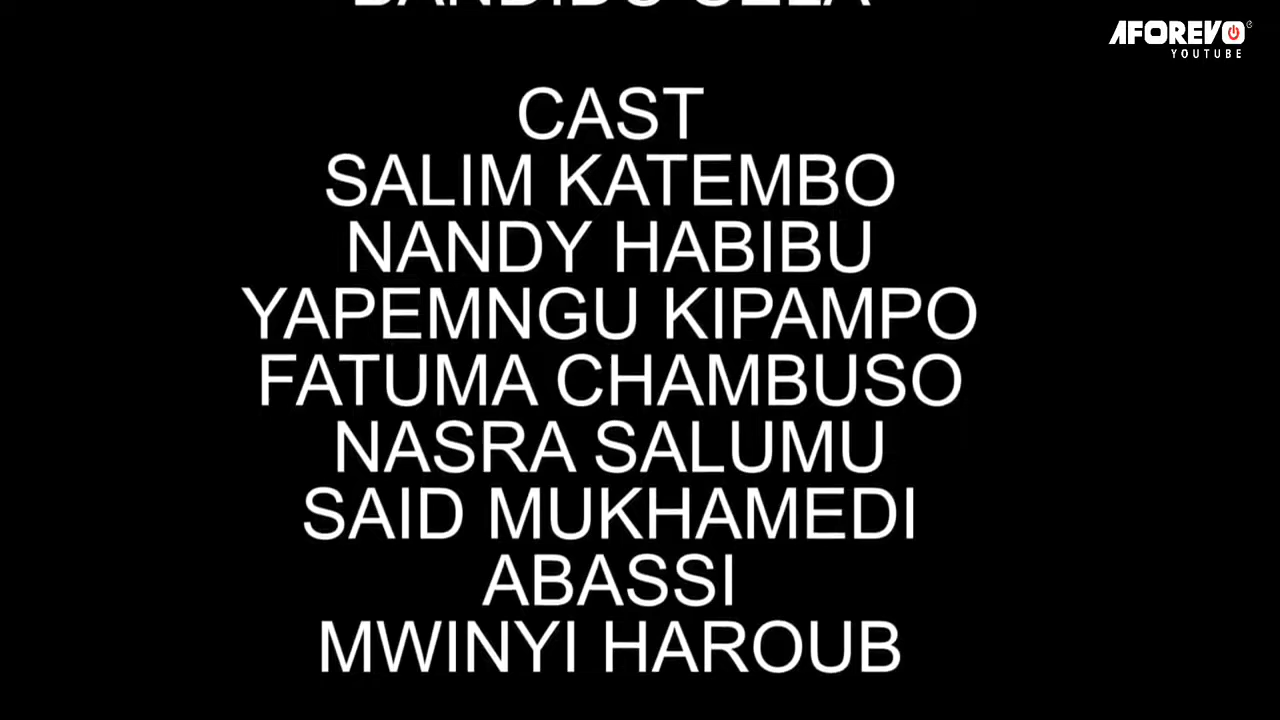 AFOREVO
YOUTUBE
CAST
SALIM KATEMBO
NANDY HABIBU
YAPEMNGU KIPAMPO
FATUMA CHAMBUSO
NASRA SALUMU
SAID MUKHAMEDI
ABASSI
MWINYI HAROUB